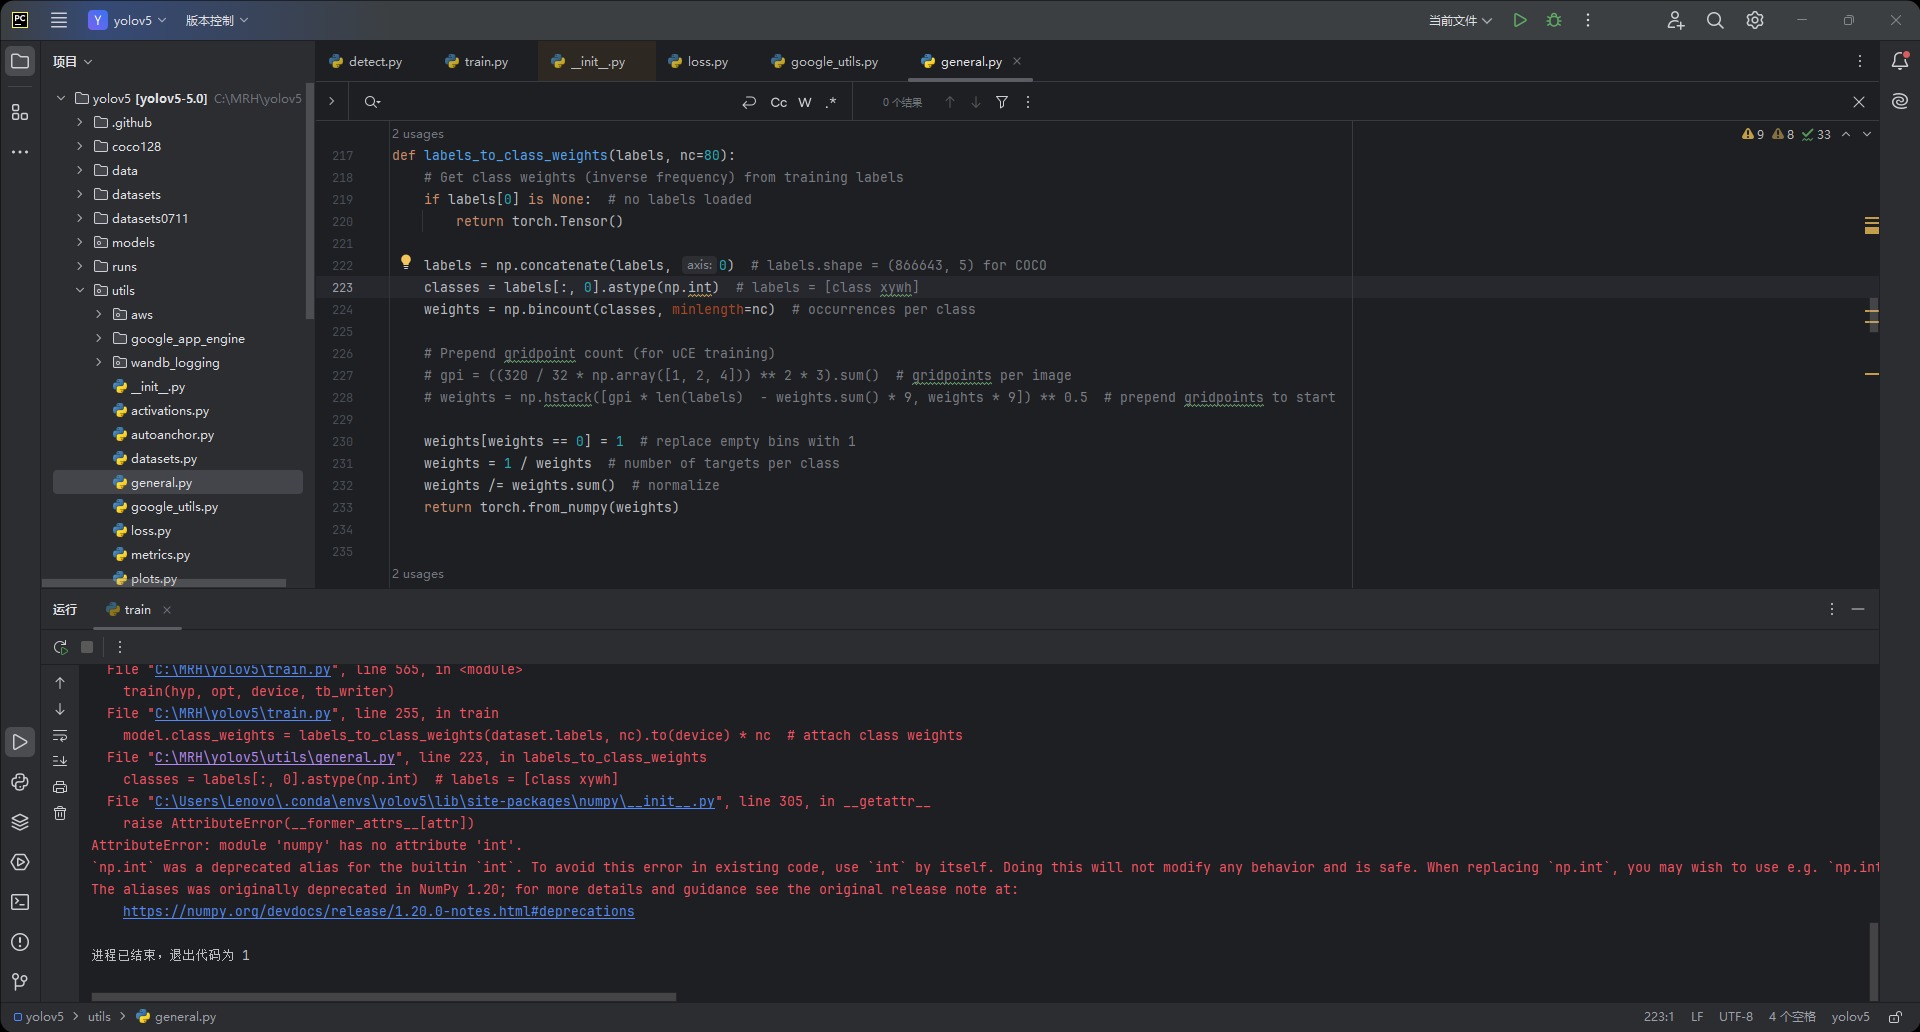 PC
Y yolov5 版本控制 当前文件
项目
detect.py train.py __init__.py loss.py google_utils.py general.py
yolov5 [yolov5-5.0] C:\MRH\yolov5
.github
coco128
data
datasets
datasets0711
models
runs
utils
aws
google_app_engine
wandb_logging
__init__.py
activations.py
autoanchor.py
datasets.py
general.py
google_utils.py
loss.py
metrics.py
plots.py
Cc W .* 0 个结果
9 8 33
2 usages
217 def labels_to_class_weights(labels, nc=80):
218 # Get class weights (inverse frequency) from training labels
219 if labels[0] is None:  # no labels loaded
220 return torch.Tensor()
221
222 labels = np.concatenate(labels, axis: 0)  # labels.shape = (866643, 5) for COCO
223 classes = labels[:, 0].astype(np.int)  # labels = [class xywh]
224 weights = np.bincount(classes, minlength=nc)  # occurrences per class
225
226 # Prepend gridpoint count (for uCE training)
227 # gpi = ((320 / 32 * np.array([1, 2, 4])) ** 2 * 3).sum()  # gridpoints per image
228 # weights = np.hstack([gpi * len(labels)  - weights.sum() * 9, weights * 9]) ** 0.5  # prepend gridpoints to start
229
230 weights[weights == 0] = 1  # replace empty bins with 1
231 weights = 1 / weights  # number of targets per class
232 weights /= weights.sum()  # normalize
233 return torch.from_numpy(weights)
234
235
2 usages
运行 train
File "C:\MRH\yolov5\train.py", line 565, in <module>
train(hyp, opt, device, tb_writer)
File "C:\MRH\yolov5\train.py", line 255, in train
model.class_weights = labels_to_class_weights(dataset.labels, nc).to(device) * nc  # attach class weights
File "C:\MRH\yolov5\utils\general.py", line 223, in labels_to_class_weights
classes = labels[:, 0].astype(np.int)  # labels = [class xywh]
File "C:\Users\Lenovo\.conda\envs\yolov5\lib\site-packages\numpy\__init__.py", line 305, in __getattr__
raise AttributeError(__former_attrs__[attr])
AttributeError: module 'numpy' has no attribute 'int'.
`np.int` was a deprecated alias for the builtin `int`. To avoid this error in existing code, use `int` by itself. Doing this will not modify any behavior and is safe. When replacing `np.int`, you may wish to use e.g. `np.int
The aliases was originally deprecated in NumPy 1.20; for more details and guidance see the original release note at:
https://numpy.org/devdocs/release/1.20.0-notes.html#deprecations
进程已结束，退出代码为 1
yolov5 > utils > general.py 223:1 LF UTF-8 4 个空格 yolov5